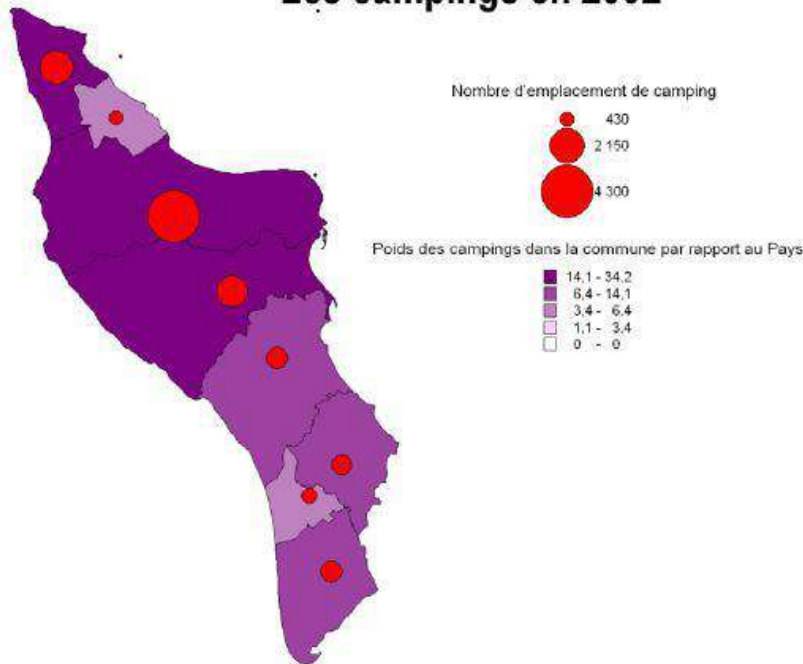 Les campings en 2002
Nombre d'emplacement de camping
430
2 150
4 300
Poids des campings dans la commune par rapport au Pays
14,1 - 34,2
6,4 - 14,1
3,4 - 6,4
1,1 - 3,4
0 - 0